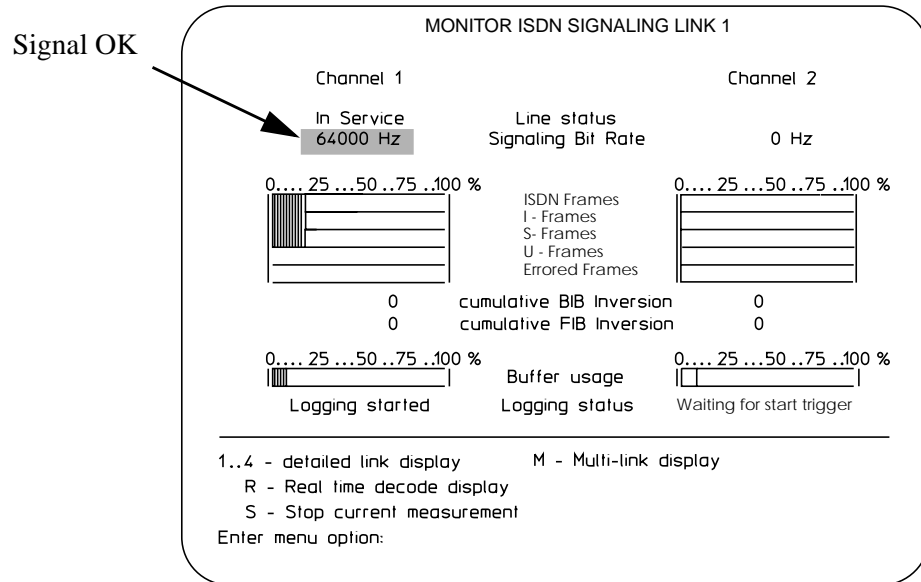 MONITOR ISDN SIGNALING LINK 1
Signal OK
Channel 1 Channel 2
In Service Line status
64000 Hz Signaling Bit Rate 0 Hz
0.... 25 ...50 ..75 ..100 % 0.... 25 ...50 ..75 ..100 %
ISDN Frames
I - Frames
S- Frames
U - Frames
Errored Frames
0 cumulative BIB Inversion 0
0 cumulative FIB Inversion 0
0.... 25 ...50 ..75 ..100 % 0.... 25 ...50 ..75 ..100 %
Buffer usage
Logging started Logging status Waiting for start trigger
1..4 - detailed link display M - Multi-link display
R - Real time decode display
S - Stop current measurement
Enter menu option: